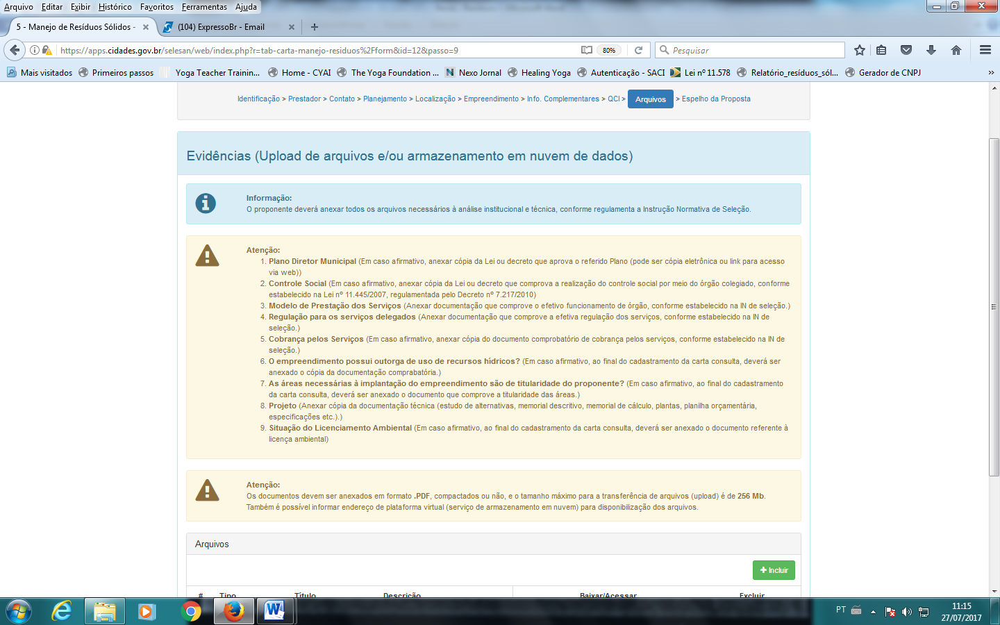 Arquivo Editar Exibir Histórico Favoritos Ferramentas Ajuda
5 - Manejo de Resíduos Sólidos - (104) ExpressoBr - Email
https://apps.cidades.gov.br/selesan/web/index.php?r=tab-carta-manejo-residuos%2Fform&id=12&passo=9 80% Pesquisar
Mais visitados Primeiros passos Yoga Teacher Trainin... Home - CYAI The Yoga Foundation ... Nexo Jornal Healing Yoga Autenticação - SACI Lei nº 11.578 Relatório_resíduos_sól... Gerador de CNPJ »
Identificação > Prestador > Contato > Planejamento > Localização > Empreendimento > Info. Complementares > QCI > Arquivos > Espelho da Proposta
Evidências (Upload de arquivos e/ou armazenamento em nuvem de dados)
Informação:
O proponente deverá anexar todos os arquivos necessários à análise institucional e técnica, conforme regulamenta a Instrução Normativa de Seleção.
Atenção:
1. Plano Diretor Municipal (Em caso afirmativo, anexar cópia da Lei ou decreto que aprova o referido Plano (pode ser cópia eletrônica ou link para acesso
via web))
2. Controle Social (Em caso afirmativo, anexar cópia da Lei ou decreto que comprova a realização do controle social por meio do órgão colegiado, conforme
estabelecido na Lei nº 11.445/2007, regulamentada pelo Decreto nº 7.217/2010)
3. Modelo de Prestação dos Serviços (Anexar documentação que comprove o efetivo funcionamento de órgão, conforme estabelecido na IN de seleção.)
4. Regulação para os serviços delegados (Anexar documentação que comprove a efetiva regulação dos serviços, conforme estabelecido na IN de
seleção.)
5. Cobrança pelos Serviços (Em caso afirmativo, anexar cópia do documento comprobatório de cobrança pelos serviços, conforme estabelecido na IN de
seleção.)
6. O empreendimento possui outorga de uso de recursos hídricos? (Em caso afirmativo, ao final do cadastramento da carta consulta, deverá ser
anexado o cópia da documentação comprabatória.)
7. As áreas necessárias à implantação do empreendimento são de titularidade do proponente? (Em caso afirmativo, ao final do cadastramento
da carta consulta, deverá ser anexado o documento que comprove a titularidade das áreas.)
8. Projeto (Anexar cópia da documentação técnica (estudo de alternativas, memorial descritivo, memorial de cálculo, plantas, planilha orçamentária,
especificações etc.).)
9. Situação do Licenciamento Ambiental (Em caso afirmativo, ao final do cadastramento da carta consulta, deverá ser anexado o documento referente à
licença ambiental)
Atenção:
Os documentos devem ser anexados em formato .PDF, compactados ou não, e o tamanho máximo para a transferência de arquivos (upload) é de 256 Mb.
Também é possível informar endereço de plataforma virtual (serviço de armazenamento em nuvem) para disponibilização dos arquivos.
Arquivos
Incluir
# Tipo Título Descrição Baixar/Acessar Excluir
PT 11:15
27/07/2017